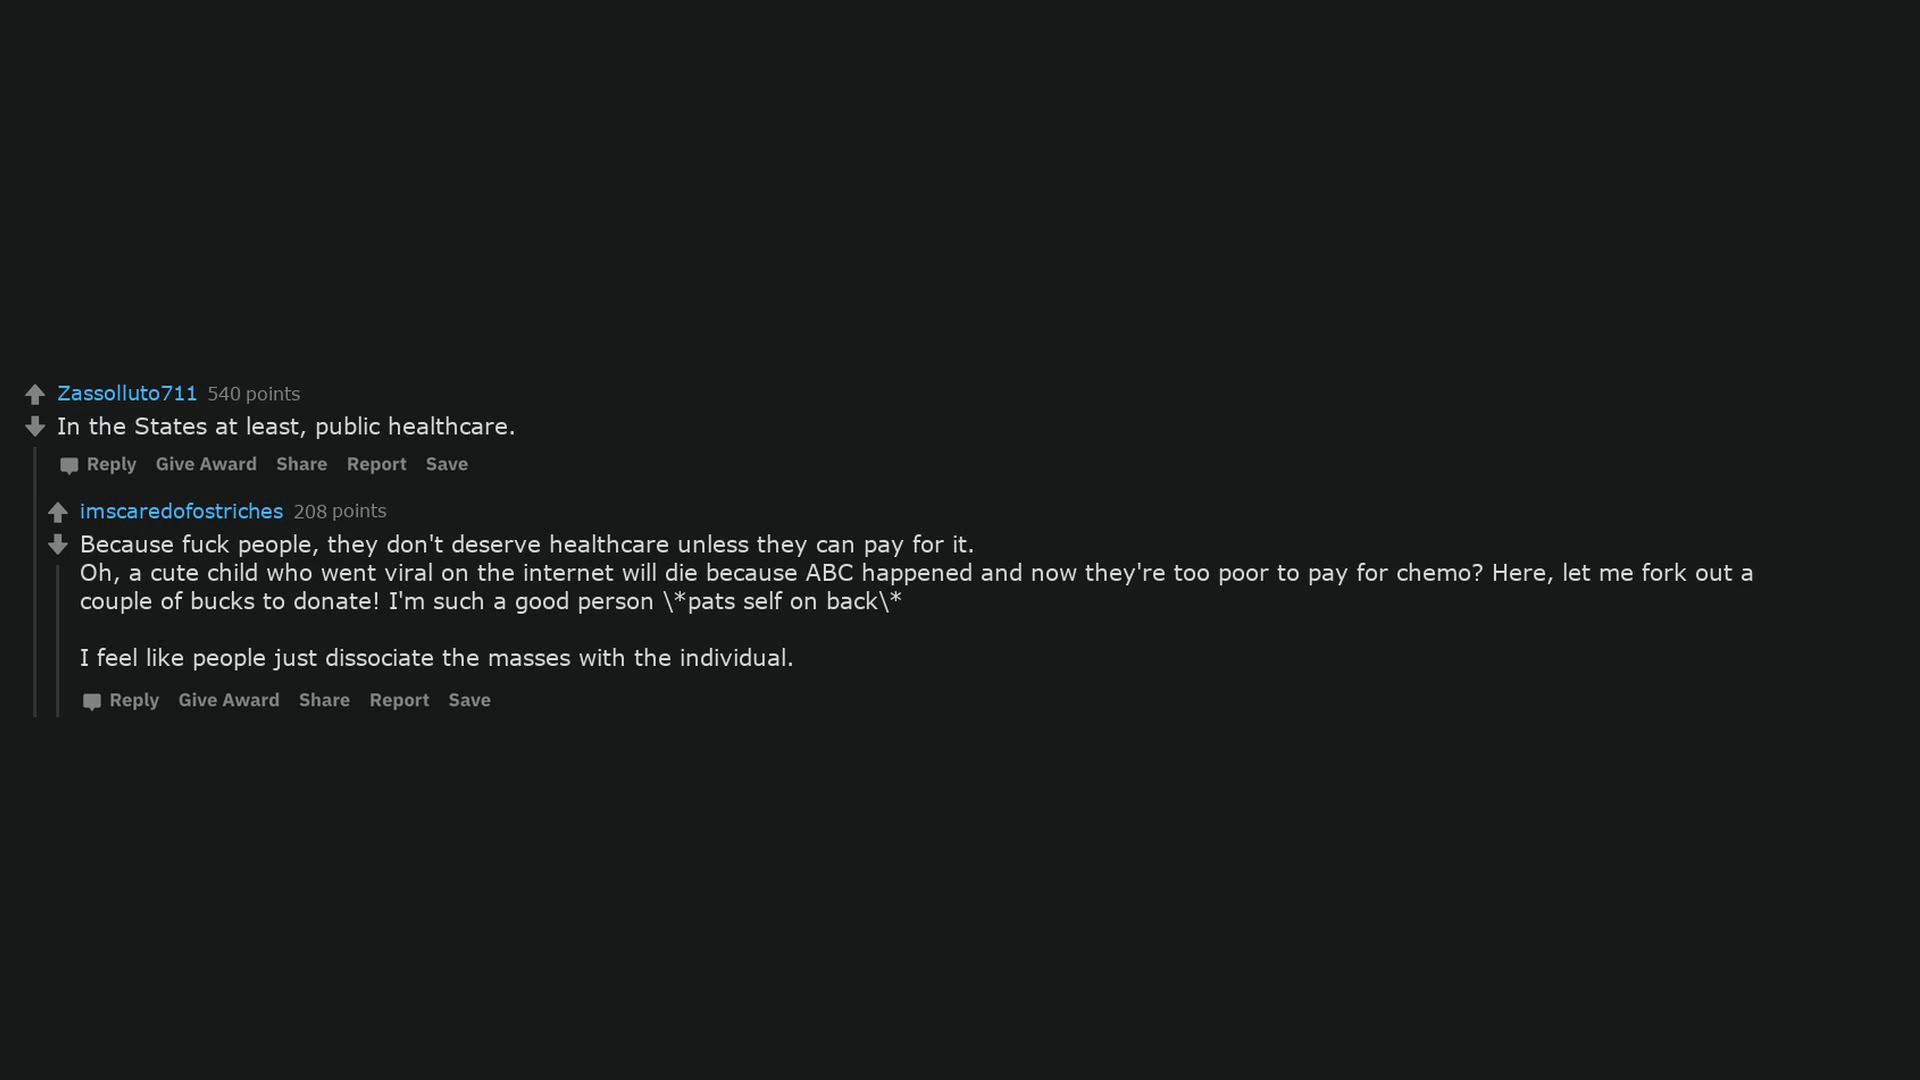 Zassolluto711 540 points
In the States at least, public healthcare.
Reply Give Award Share Report Save
imscaredofostriches 208 points
Because fuck people, they don't deserve healthcare unless they can pay for it.
Oh, a cute child who went viral on the internet will die because ABC happened and now they're too poor to pay for chemo? Here, let me fork out a
couple of bucks to donate! I'm such a good person \*pats self on back\*
I feel like people just dissociate the masses with the individual.
Reply Give Award Share Report Save